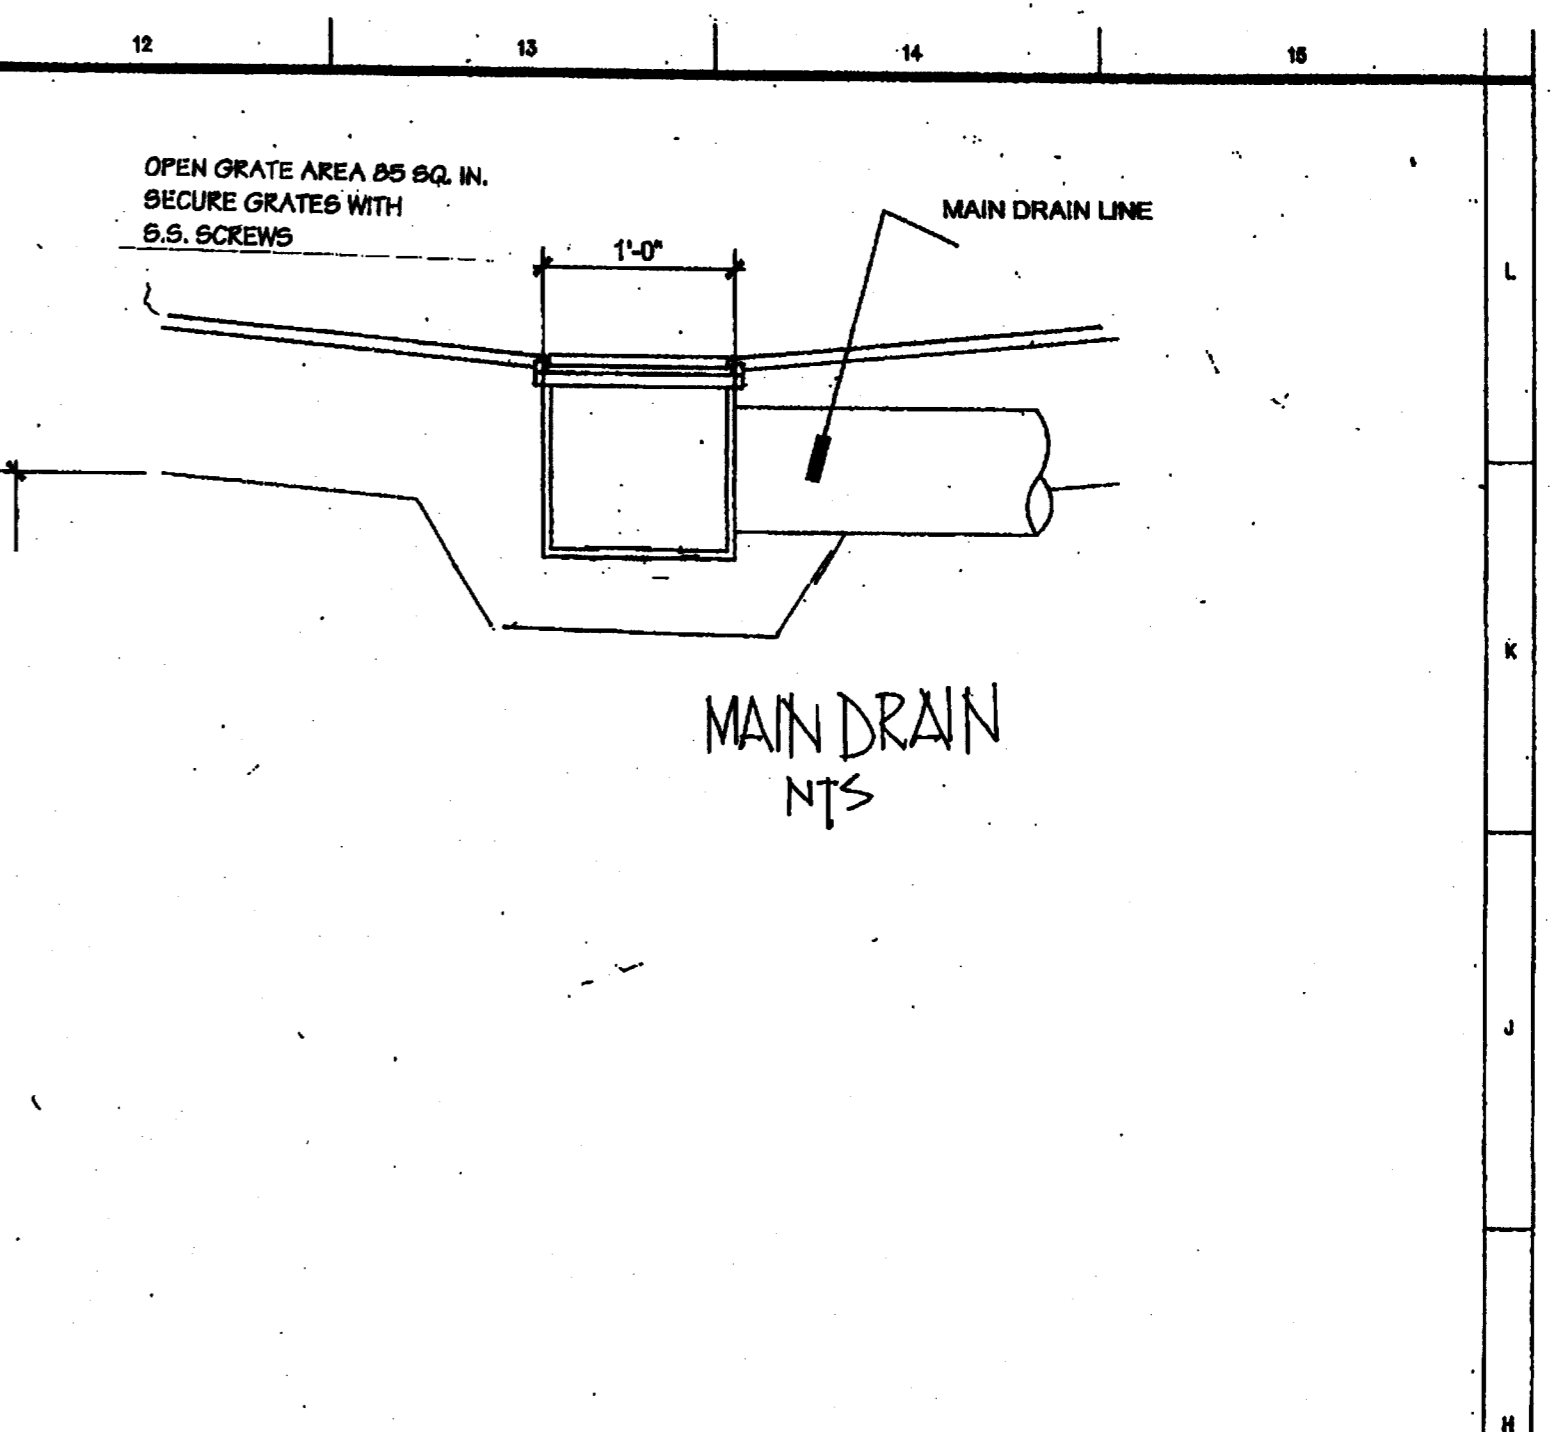 12 13 14 15
OPEN GRATE AREA 85 SQ. IN.
SECURE GRATES WITH
S.S. SCREWS
1'-0"
MAIN DRAIN LINE
L
K
MAIN DRAIN
NTS
J
H